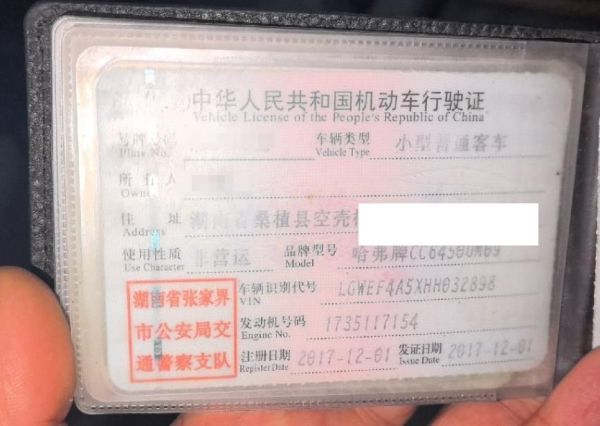 中华人民共和国机动车行驶证
Vehicle License of the People's Republic of China
号牌号码 车辆类型 小型普通客车
Plate No. Vehicle Type
所有人
Owner
住 址 湖南省桑植县空壳
Address
使用性质 非营运 品牌型号 哈弗牌CC6450UM09
Use Character Model
湖南省张家界
市公安局交
通警察支队
车辆识别代号 LGWEF4A5XHH032898
VIN
发动机号码 1735117154
Engine No.
注册日期 2017-12-01 发证日期 2017-12-01
Register Date Issue Date